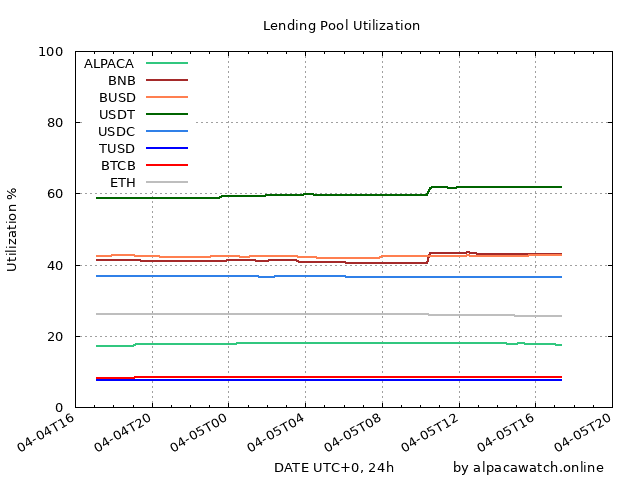 Lending Pool Utilization
100
80
60
40
20
0
Utilization %
ALPACA
BNB
BUSD
USDT
USDC
TUSD
BTCB
ETH
04-04T16
04-04T20
04-05T00
04-05T04
04-05T08
04-05T12
04-05T16
04-05T20
DATE UTC+0, 24h
by alpacawatch.online